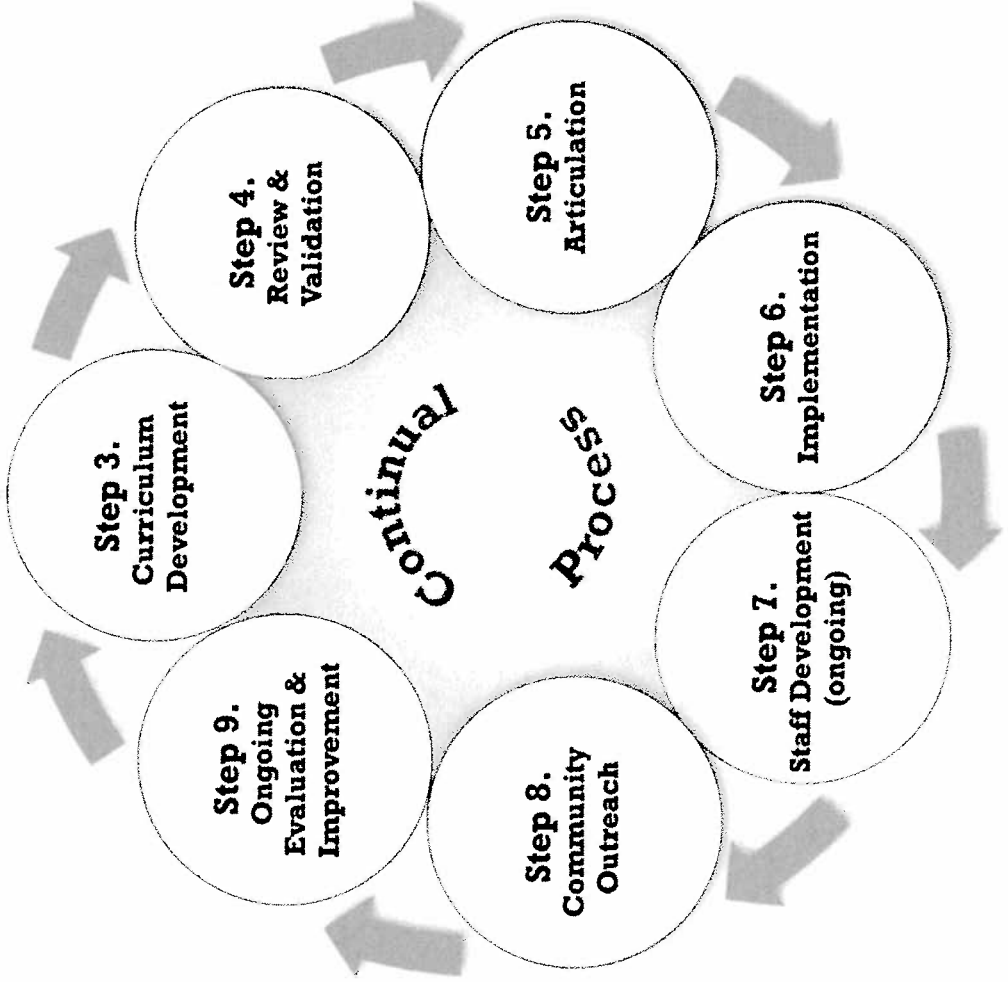 Step 3.
Curriculum
Development
Step 4.
Review &
Validation
Step 5.
Articulation
Step 6.
Implementation
Step 7.
Staff Development
(ongoing)
Step 8.
Community
Outreach
Step 9.
Ongoing
Evaluation &
Improvement
Continual
Process